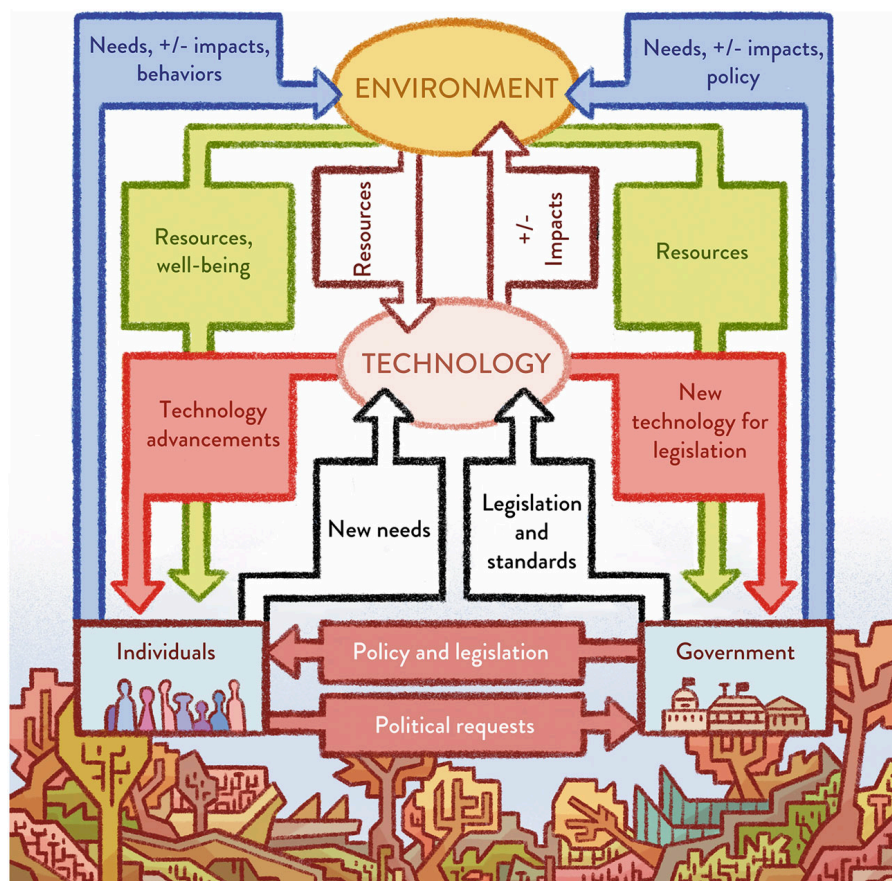 Needs, +/- impacts,
behaviors
ENVIRONMENT
Needs, +/- impacts,
policy
Resources,
well-being
Resources
+/-
Impacts
Resources
TECHNOLOGY
Technology
advancements
New
technology for
legislation
New needs
Legislation
and
standards
Individuals
Policy and legislation
Government
Political requests